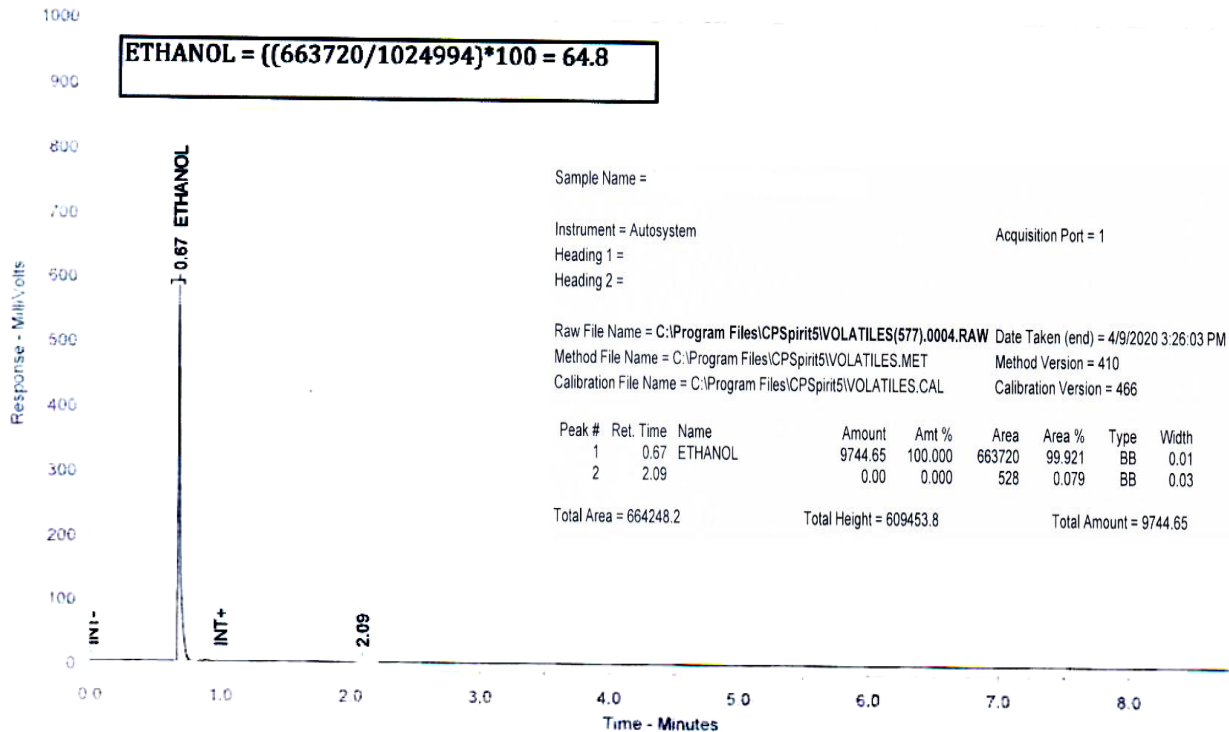 1000
ETHANOL = {(663720/1024994)*100 = 64.8
900
800
700
600
500
400
300
200
100
0
Response - MilliVolts
0.67 ETHANOL
INT-
INT+
2.09
Sample Name =
Instrument = Autosystem Acquisition Port = 1
Heading 1 =
Heading 2 =
Raw File Name = C:\Program Files\CPSpirit5\VOLATILES(577).0004.RAW Date Taken (end) = 4/9/2020 3:26:03 PM
Method File Name = C:\Program Files\CPSpirit5\VOLATILES.MET Method Version = 410
Calibration File Name = C:\Program Files\CPSpirit5\VOLATILES.CAL Calibration Version = 466
Peak # Ret. Time Name Amount Amt % Area Area % Type Width
1 0.67 ETHANOL 9744.65 100.000 663720 99.921 BB 0.01
2 2.09 0.00 0.000 528 0.079 BB 0.03
Total Area = 664248.2 Total Height = 609453.8 Total Amount = 9744.65
0.0 1.0 2.0 3.0 4.0 5.0 6.0 7.0 8.0
Time - Minutes